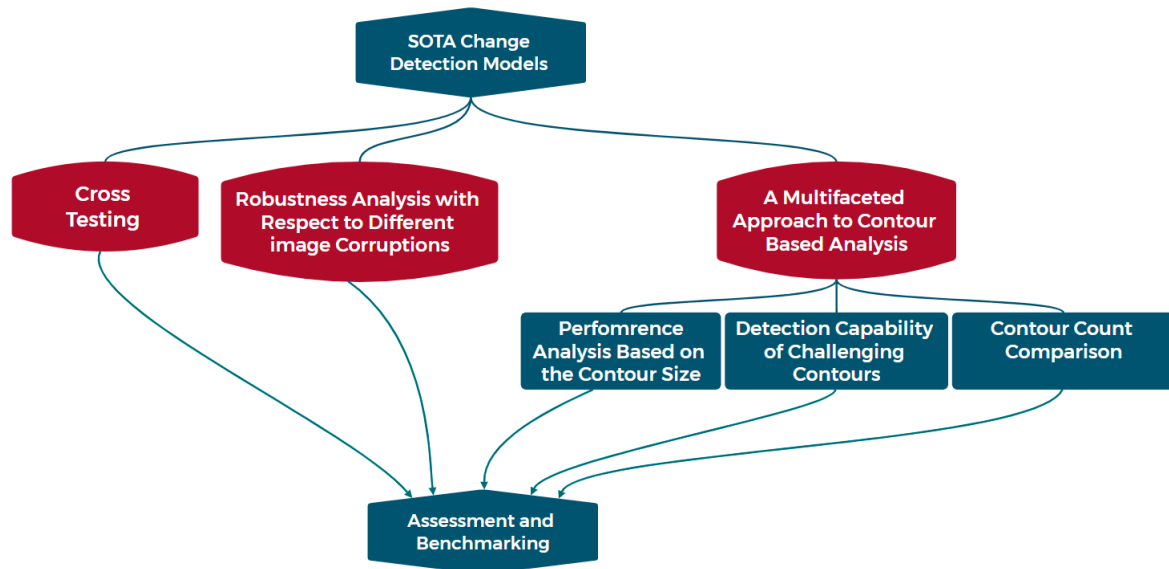 SOTA Change
Detection Models
Cross
Testing
Robustness Analysis with
Respect to Different
image Corruptions
A Multifaceted
Approach to Contour
Based Analysis
Perfomrence
Analysis Based on
the Contour Size
Detection Capability
of Challenging
Contours
Contour Count
Comparison
Assessment and
Benchmarking